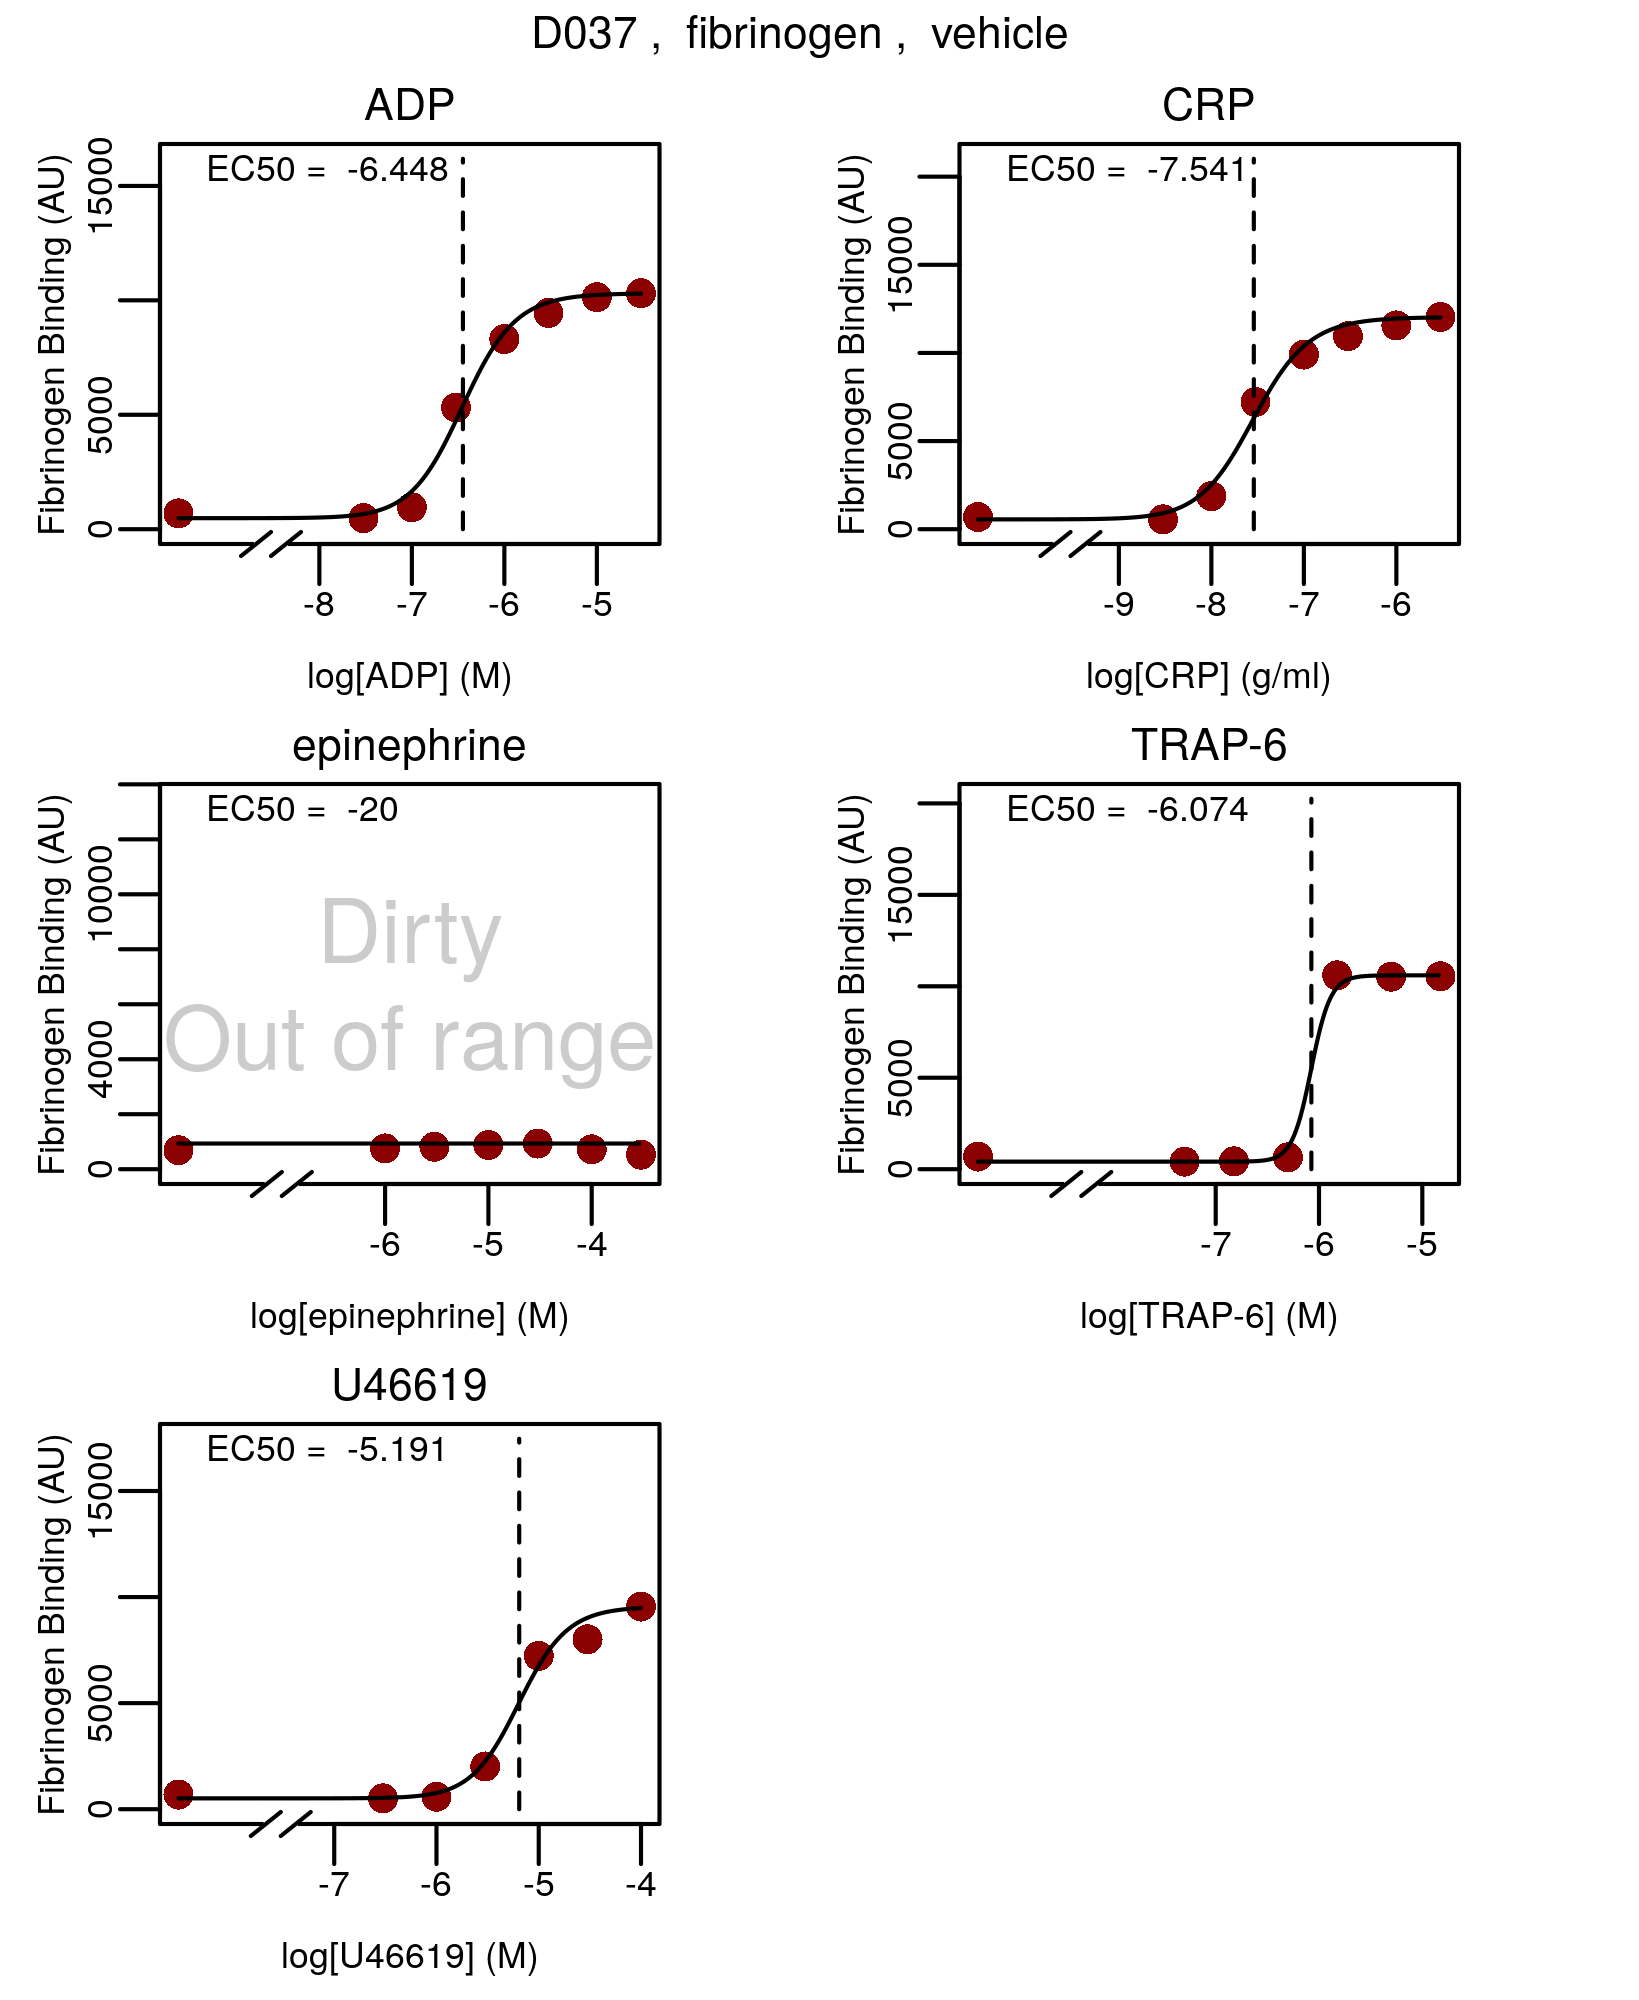 D037 , fibrinogen , vehicle
ADP
EC50 = -6.448
Fibrinogen Binding (AU)
15000
5000
0
-8 -7 -6 -5
log[ADP] (M)
CRP
EC50 = -7.541
Fibrinogen Binding (AU)
15000
5000
0
-9 -8 -7 -6
log[CRP] (g/ml)
epinephrine
EC50 = -20
Dirty
Out of range
Fibrinogen Binding (AU)
10000
4000
0
-6 -5 -4
log[epinephrine] (M)
TRAP-6
EC50 = -6.074
Fibrinogen Binding (AU)
15000
5000
0
-7 -6 -5
log[TRAP-6] (M)
U46619
EC50 = -5.191
Fibrinogen Binding (AU)
15000
5000
0
-7 -6 -5 -4
log[U46619] (M)